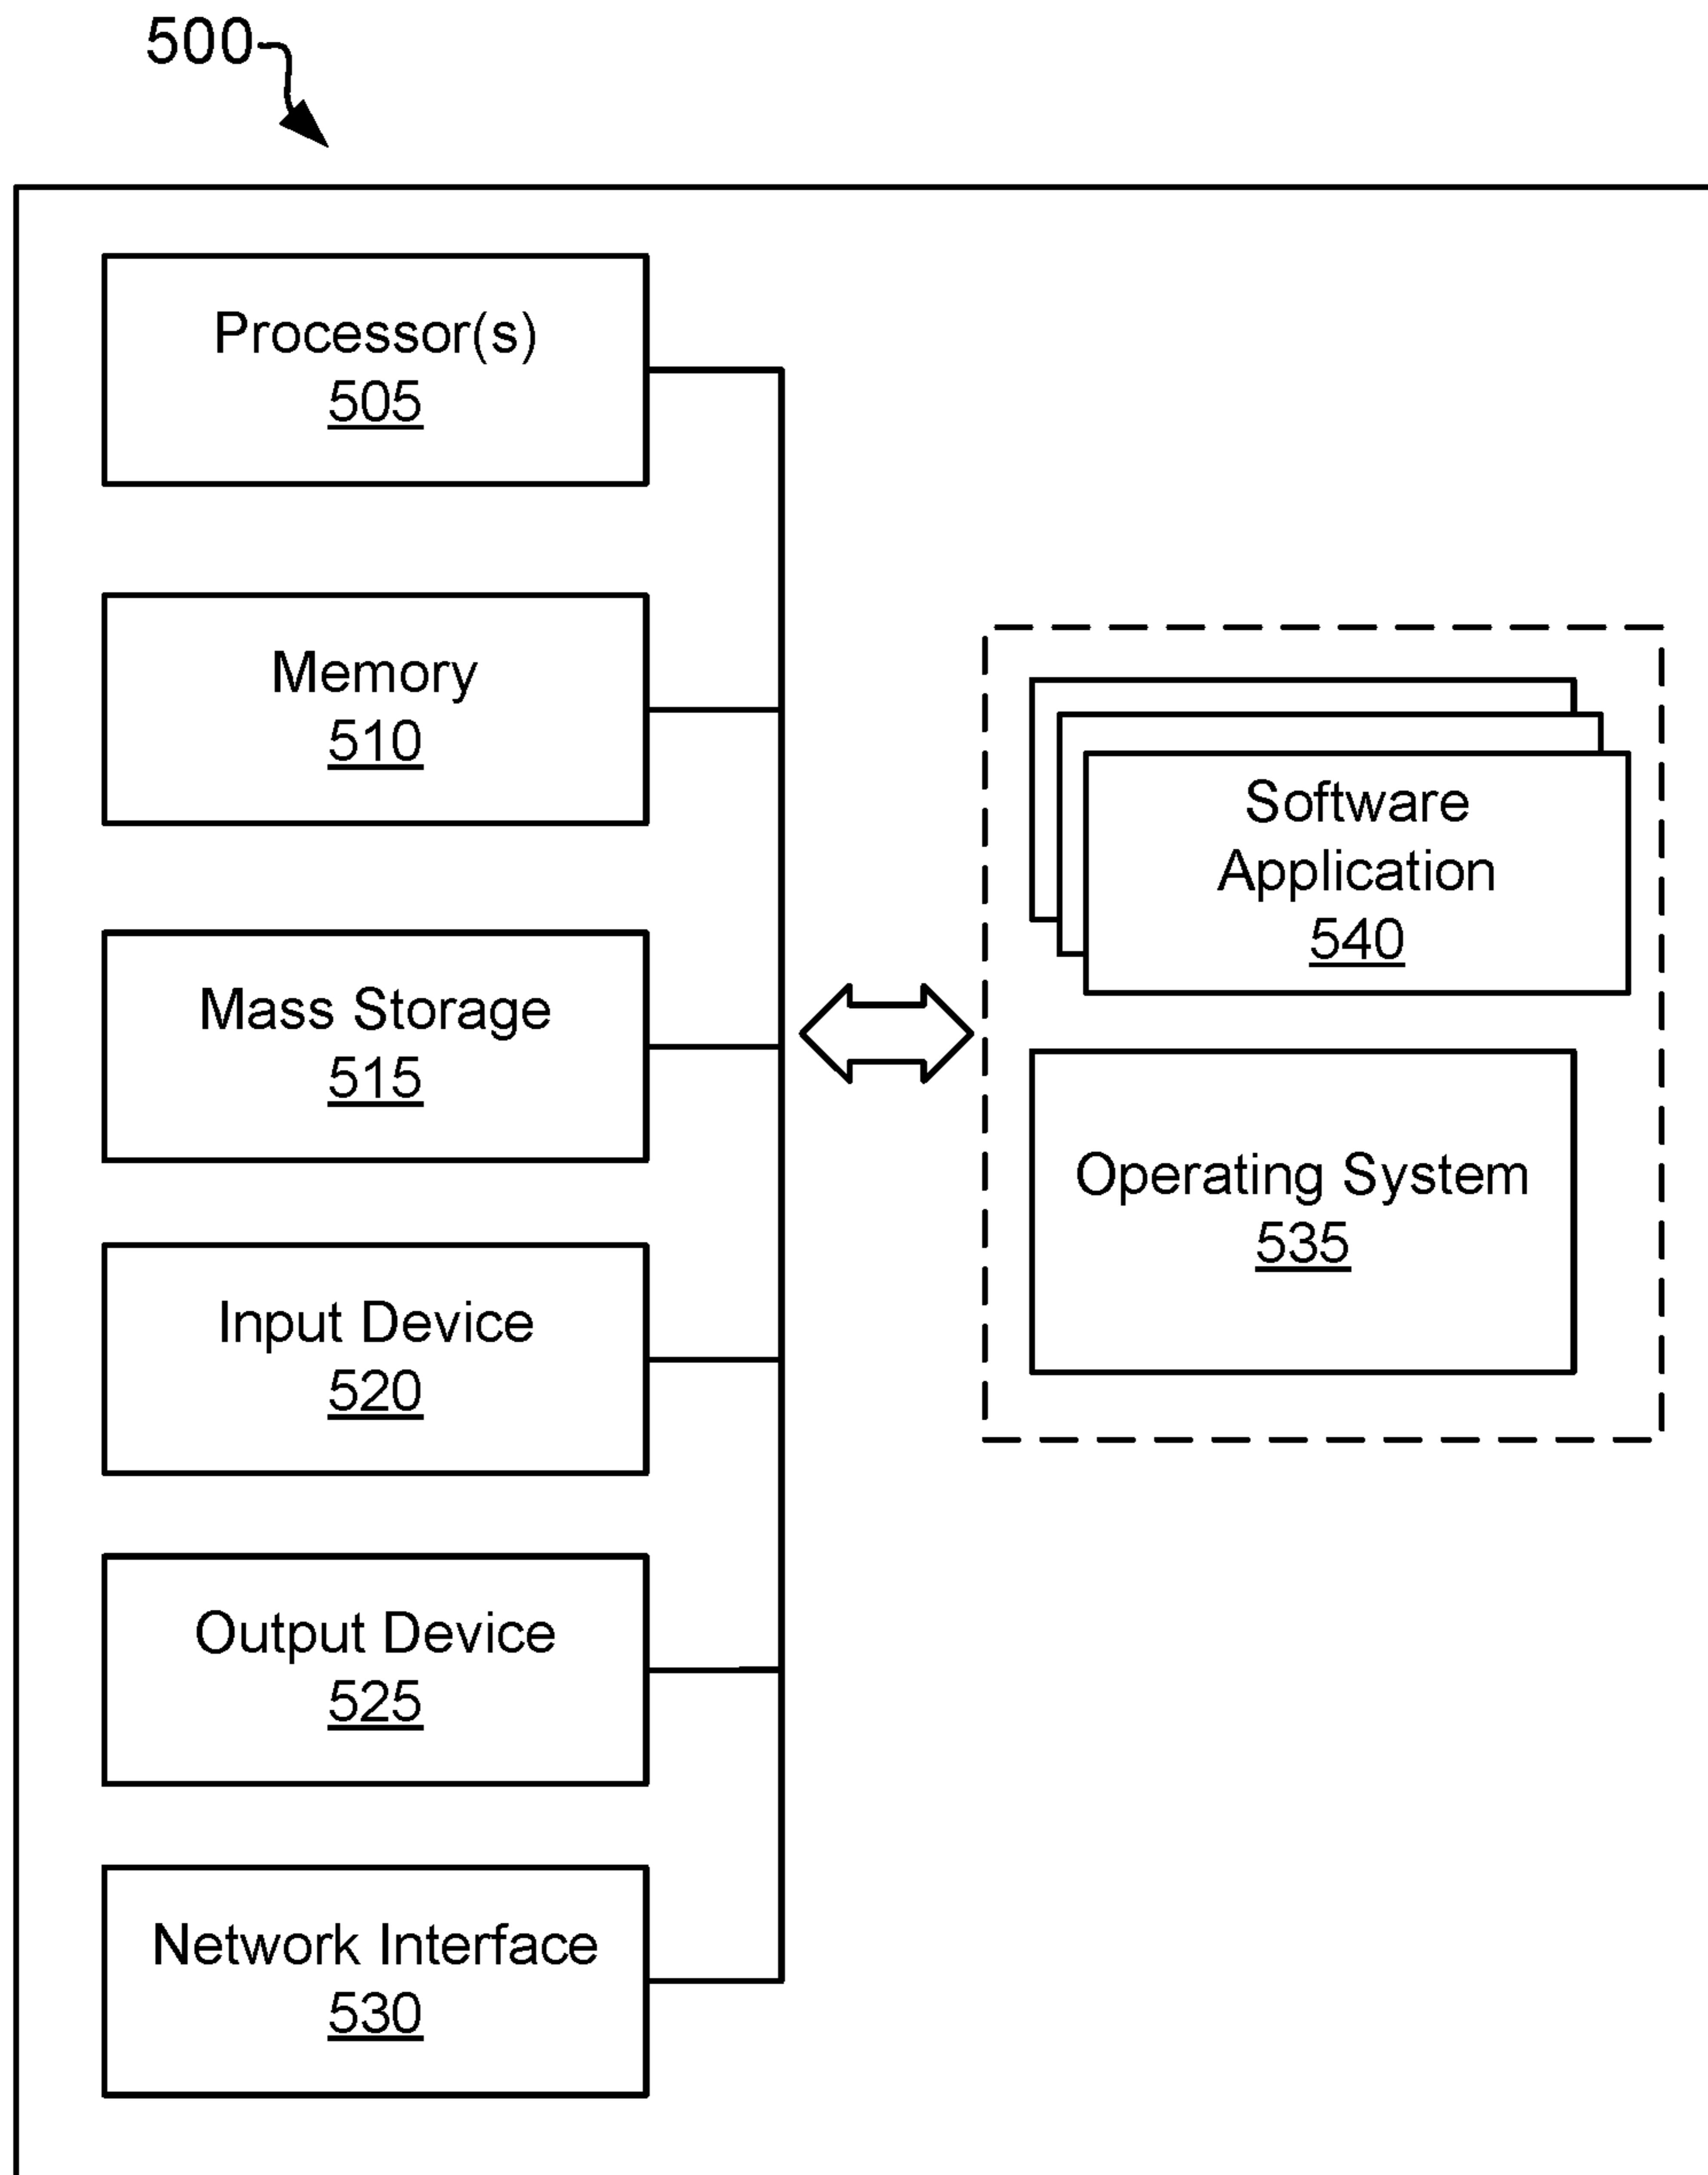 500
Processor(s)
505
Memory
510
Mass Storage
515
Input Device
520
Output Device
525
Network Interface
530
Software
Application
540
Operating System
535